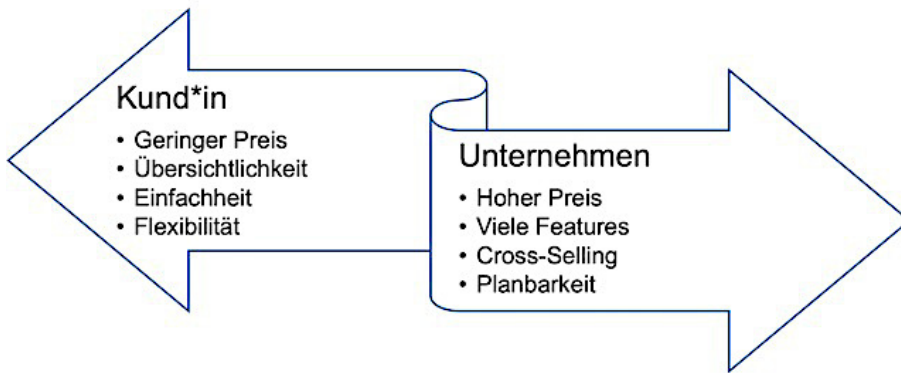 Kund*in
• Geringer Preis
• Übersichtlichkeit
• Einfachheit
• Flexibilität
Unternehmen
• Hoher Preis
• Viele Features
• Cross-Selling
• Planbarkeit